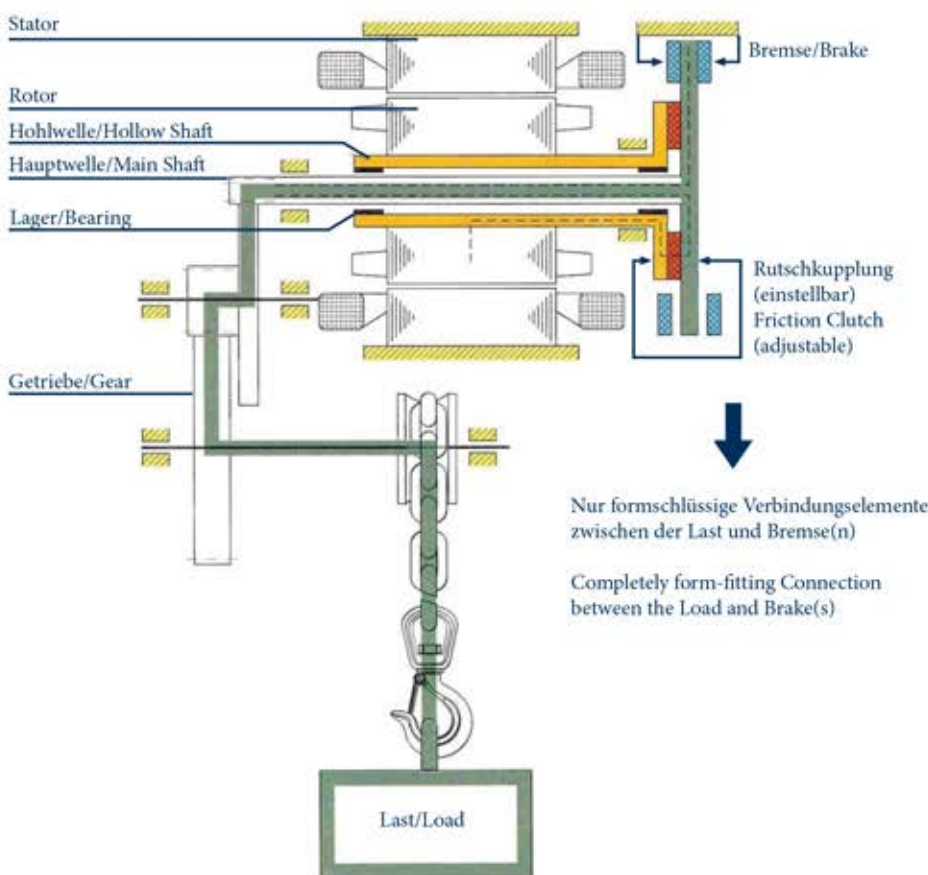 Stator
Bremse/Brake
Rotor
Hohlwelle/Hollow Shaft
Hauptwelle/Main Shaft
Lager/Bearing
Rutschkupplung
(einstellbar)
Friction Clutch
(adjustable)
Getriebe/Gear
Nur formschlüssige Verbindungselemente
zwischen der Last und Bremse(n)
Completely form-fitting Connection
between the Load and Brake(s)
Last/Load